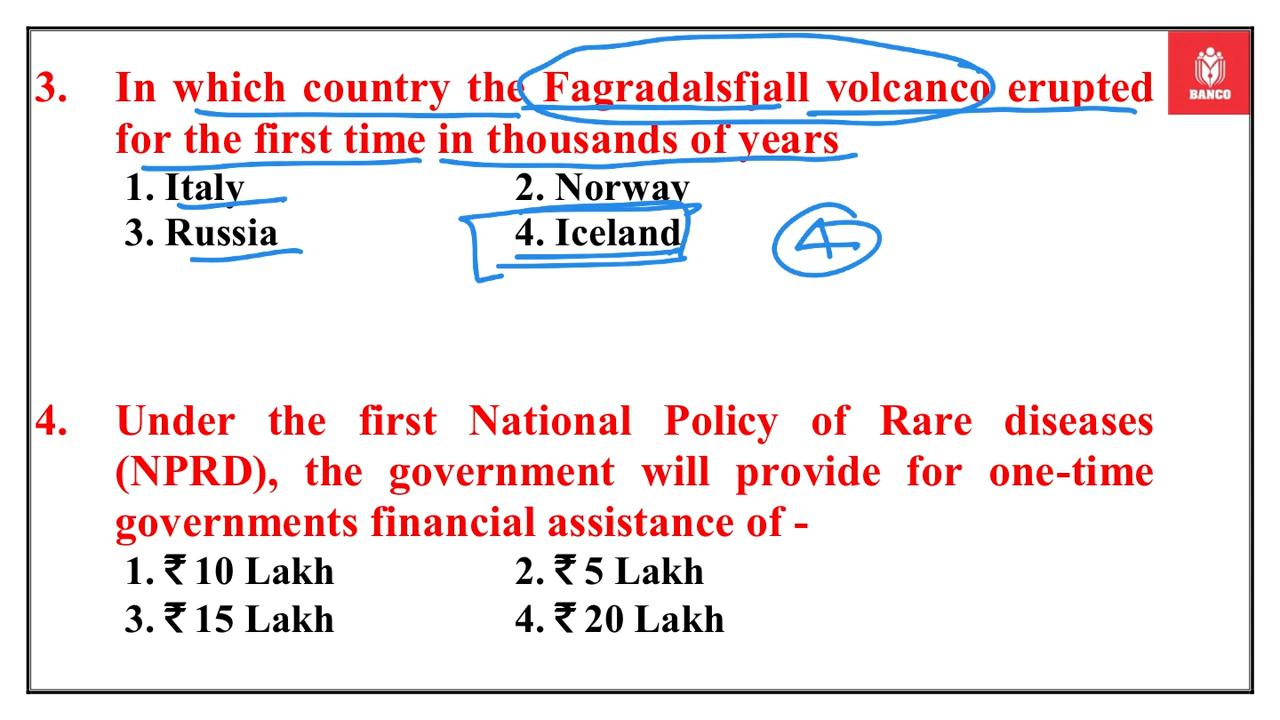 3. In which country the Fagradalsfjall volcanco erupted
for the first time in thousands of years
1. Italy 2. Norway
3. Russia 4. Iceland 4
BANCO
4. Under the first National Policy of Rare diseases
(NPRD), the government will provide for one-time
governments financial assistance of -
1. ₹ 10 Lakh 2. ₹ 5 Lakh
3. ₹ 15 Lakh 4. ₹ 20 Lakh